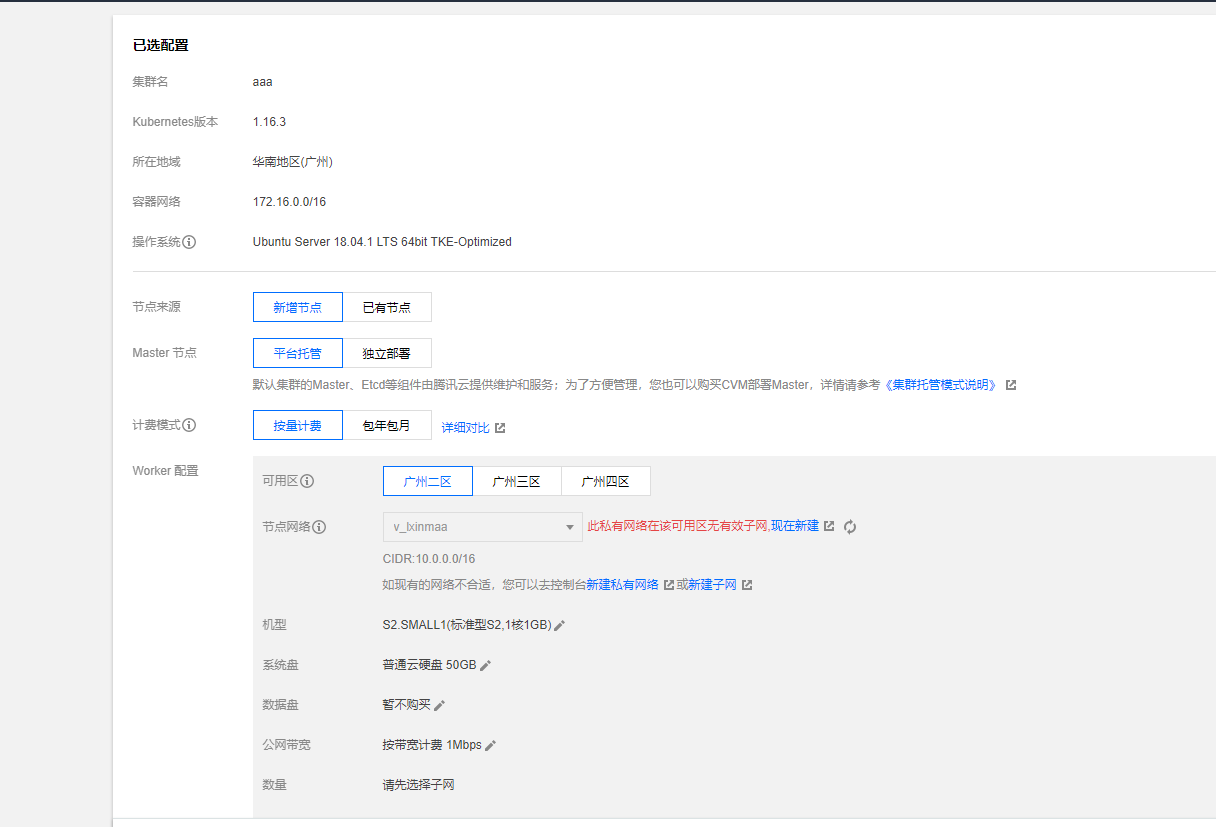 已选配置
集群名 aaa
Kubernetes版本 1.16.3
所在地域 华南地区(广州)
容器网络 172.16.0.0/16
操作系统 Ubuntu Server 18.04.1 LTS 64bit TKE-Optimized
节点来源 新增节点 已有节点
Master 节点 平台托管 独立部署
默认集群的Master、Etcd等组件由腾讯云提供维护和服务；为了方便管理，您也可以购买CVM部署Master，详情请参考《集群托管模式说明》
计费模式 按量计费 包年包月 详细对比
Worker 配置
可用区 广州二区 广州三区 广州四区
节点网络 v_lxinmaa 此私有网络在该可用区无有效子网,现在新建
CIDR:10.0.0.0/16
如现有的网络不合适，您可以去控制台新建私有网络 或新建子网
机型 S2.SMALL1(标准型S2,1核1GB)
系统盘 普通云硬盘 50GB
数据盘 暂不购买
公网带宽 按带宽计费 1Mbps
数量 请先选择子网